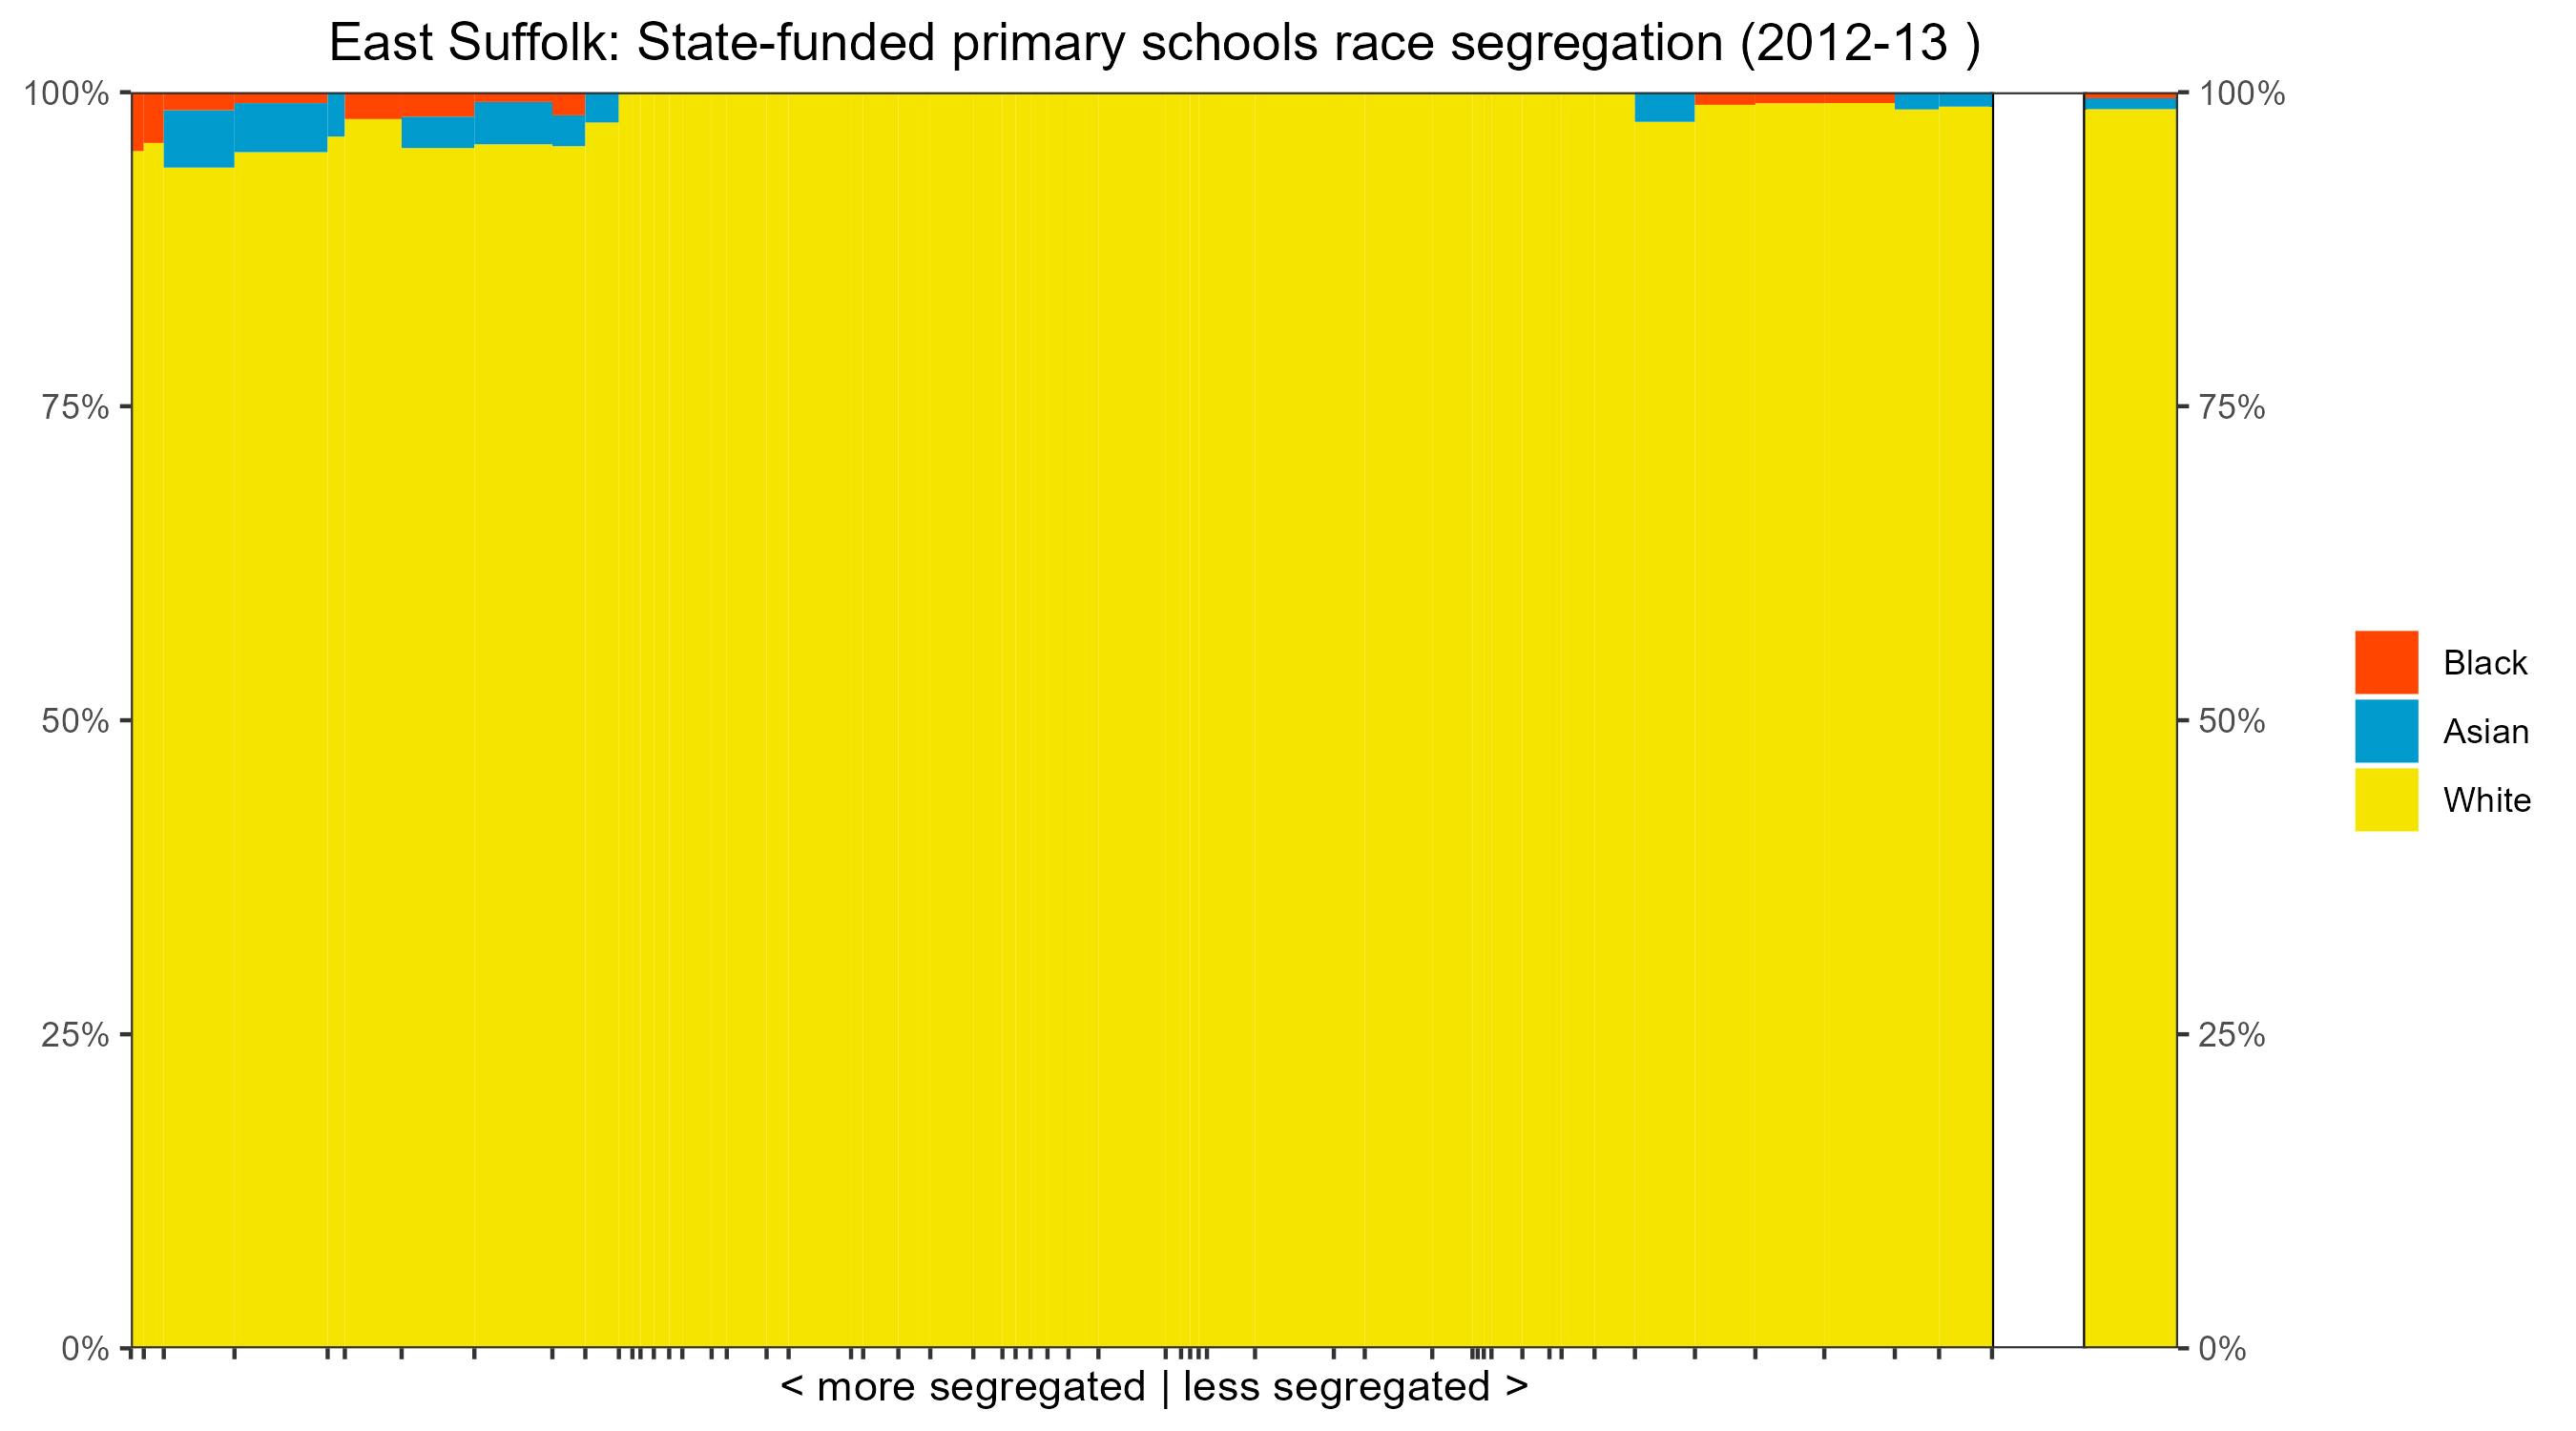 East Suffolk: State-funded primary schools race segregation (2012-13 )
100%
75%
50%
25%
0%
100%
75%
50%
25%
0%
< more segregated | less segregated >
Black
Asian
White